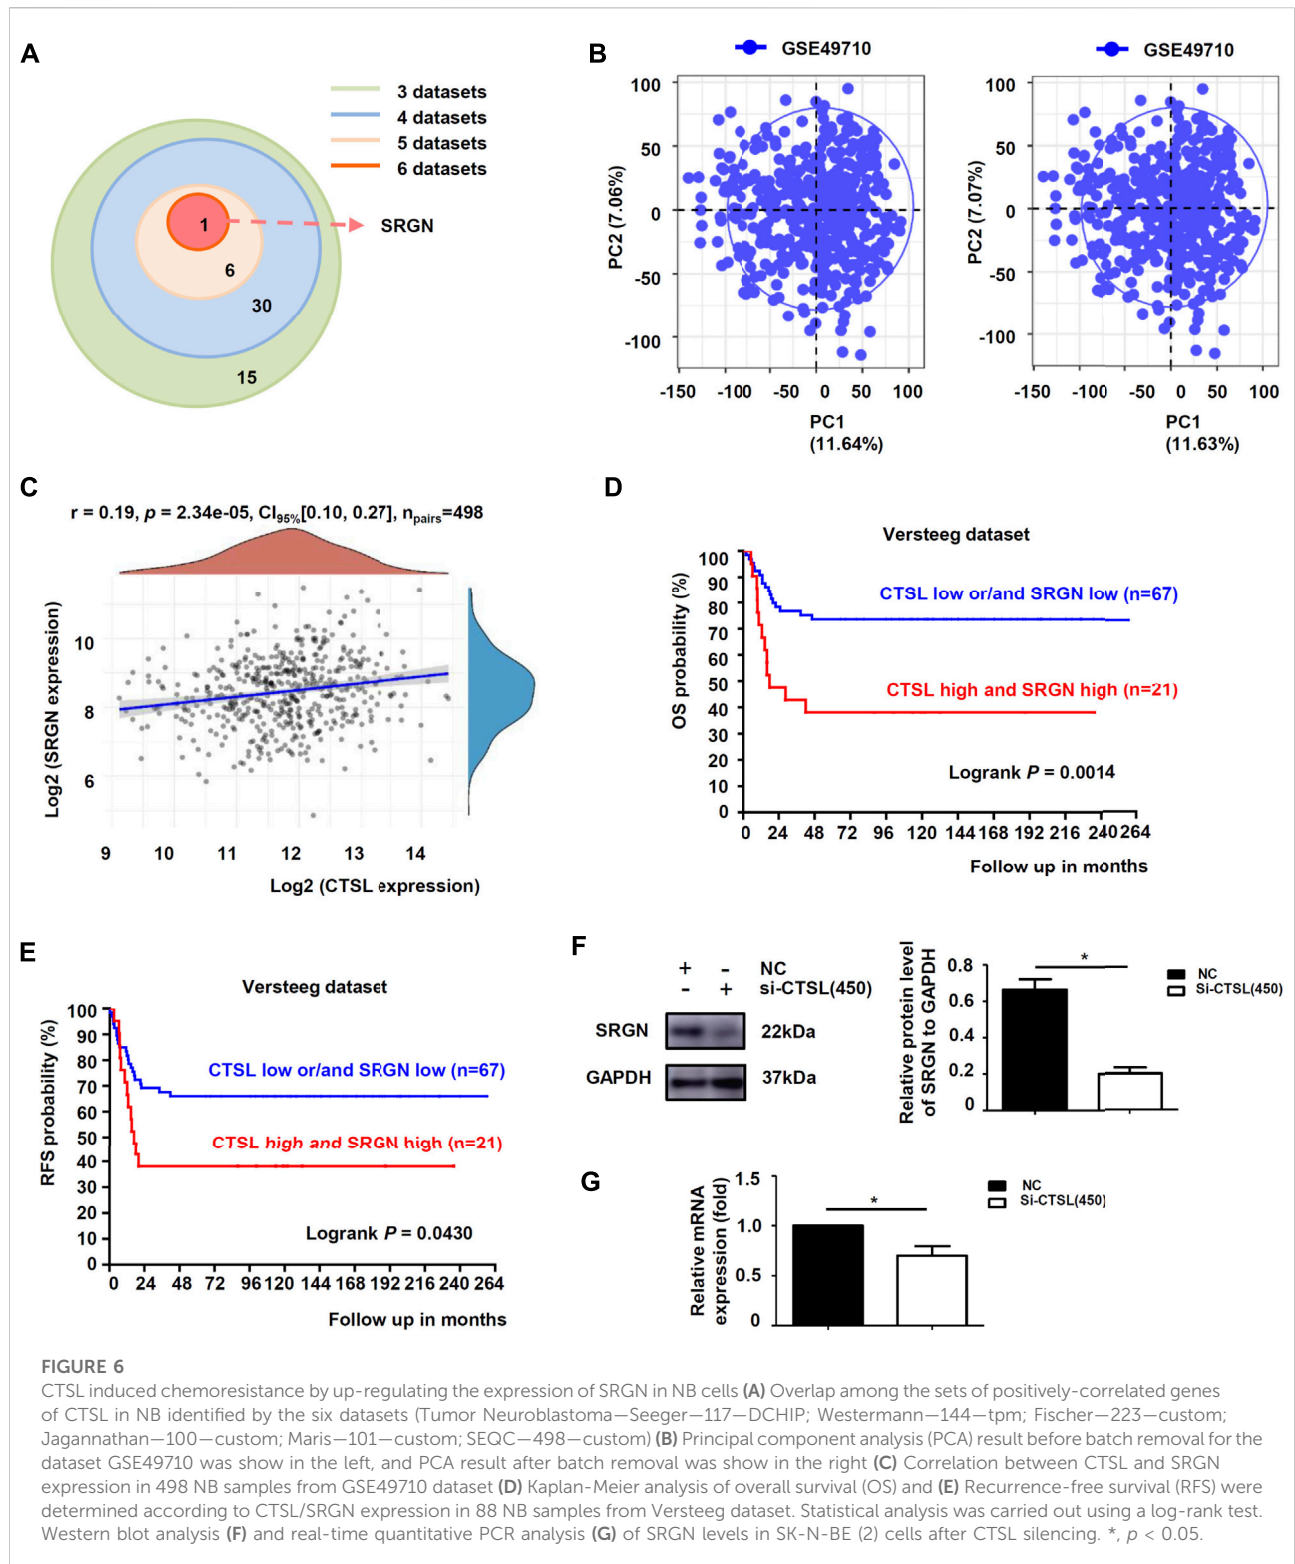 A
3 datasets
4 datasets
5 datasets
6 datasets
1
SRGN
6
30
15
B
GSE49710
100
50
0
-50
-100
PC2 (7.06%)
-150 -100 -50 0 50 100
PC1
(11.64%)
GSE49710
100
50
0
-50
-100
PC2 (7.07%)
-150 -100 -50 0 50 100
PC1
(11.63%)
C
r = 0.19, p = 2.34e-05, CI95%[0.10, 0.27], npairs=498
10
8
6
Log2 (SRGN expression)
9 10 11 12 13 14
Log2 (CTSL expression)
D
Versteeg dataset
100
90
80
70
60
50
40
30
20
10
0
OS probability (%)
CTSL low or/and SRGN low (n=67)
CTSL high and SRGN high (n=21)
Logrank P = 0.0014
0 24 48 72 96 120 144 168 192 216 240 264
Follow up in months
E
Versteeg dataset
100
90
80
70
60
50
40
30
20
10
0
RFS probability (%)
CTSL low or/and SRGN low (n=67)
CTSL high and SRGN high (n=21)
Logrank P = 0.0430
0 24 48 72 96 120 144 168 192 216 240 264
Follow up in months
F
+ - NC
- + si-CTSL(450)
SRGN 22kDa
GAPDH 37kDa
Relative protein level
of SRGN to GAPDH
0.8
0.6
0.4
0.2
0
*
NC
Si-CTSL(450)
G
Relative mRNA
expression (fold)
1.5
1.0
0.5
0
*
NC
Si-CTSL(450)
FIGURE 6
CTSL induced chemoresistance by up-regulating the expression of SRGN in NB cells (A) Overlap among the sets of positively-correlated genes
of CTSL in NB identified by the six datasets (Tumor Neuroblastoma—Seeger—117—DCHIP; Westermann—144—tpm; Fischer—223—custom;
Jagannathan—100—custom; Maris—101—custom; SEQC—498—custom) (B) Principal component analysis (PCA) result before batch removal for the
dataset GSE49710 was show in the left, and PCA result after batch removal was show in the right (C) Correlation between CTSL and SRGN
expression in 498 NB samples from GSE49710 dataset (D) Kaplan-Meier analysis of overall survival (OS) and (E) Recurrence-free survival (RFS) were
determined according to CTSL/SRGN expression in 88 NB samples from Versteeg dataset. Statistical analysis was carried out using a log-rank test.
Western blot analysis (F) and real-time quantitative PCR analysis (G) of SRGN levels in SK-N-BE (2) cells after CTSL silencing. *, p < 0.05.